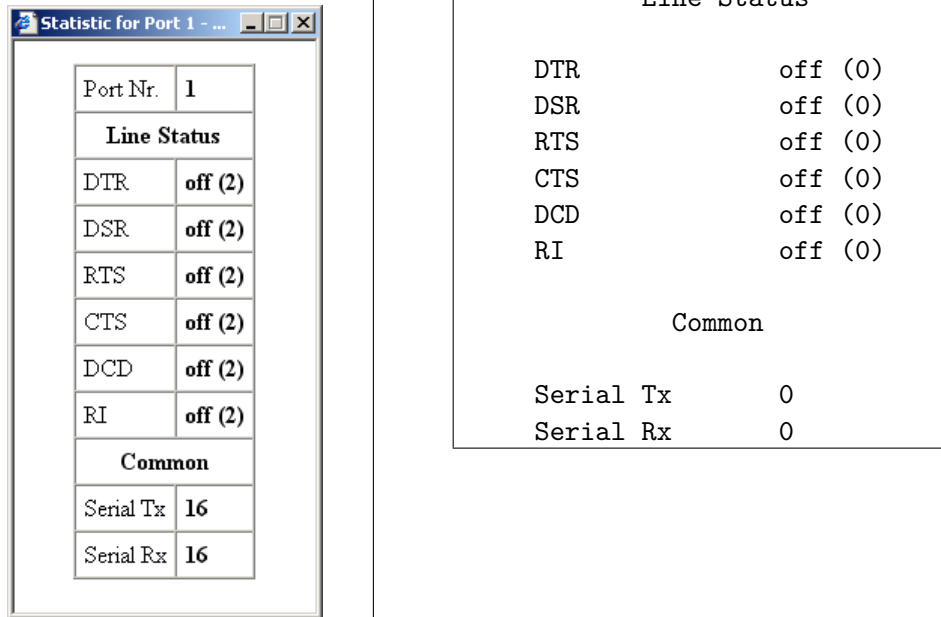 Statistic for Port 1 - ...
Port Nr. 1
Line Status
DTR off (2)
DSR off (2)
RTS off (2)
CTS off (2)
DCD off (2)
RI off (2)
Common
Serial Tx 16
Serial Rx 16
Line Status
DTR off (0)
DSR off (0)
RTS off (0)
CTS off (0)
DCD off (0)
RI off (0)
Common
Serial Tx 0
Serial Rx 0